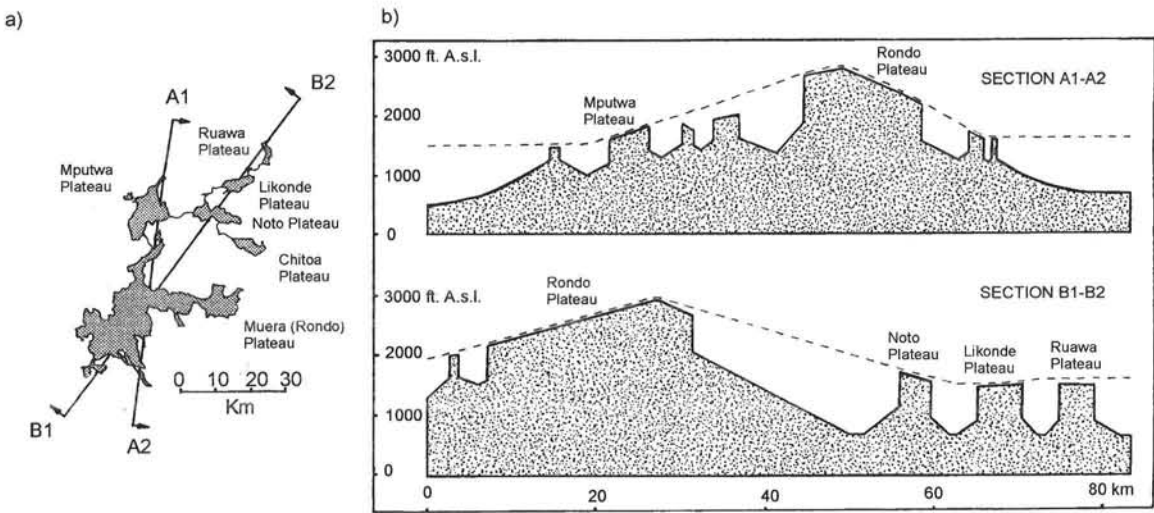 a)
A1
B2
Ruawa
Plateau
Mputwa
Plateau
Likonde
Plateau
Noto Plateau
Chitoa
Plateau
Muera (Rondo)
Plateau
0 10 20 30
Km
B1
A2
b)
3000 ft. A.s.l.
Rondo
Plateau
SECTION A1-A2
2000
Mputwa
Plateau
1000
0
3000 ft. A.s.l.
Rondo
Plateau
SECTION B1-B2
2000
Noto
Plateau
Likonde
Plateau
Ruawa
Plateau
1000
0
0 20 40 60 80 km